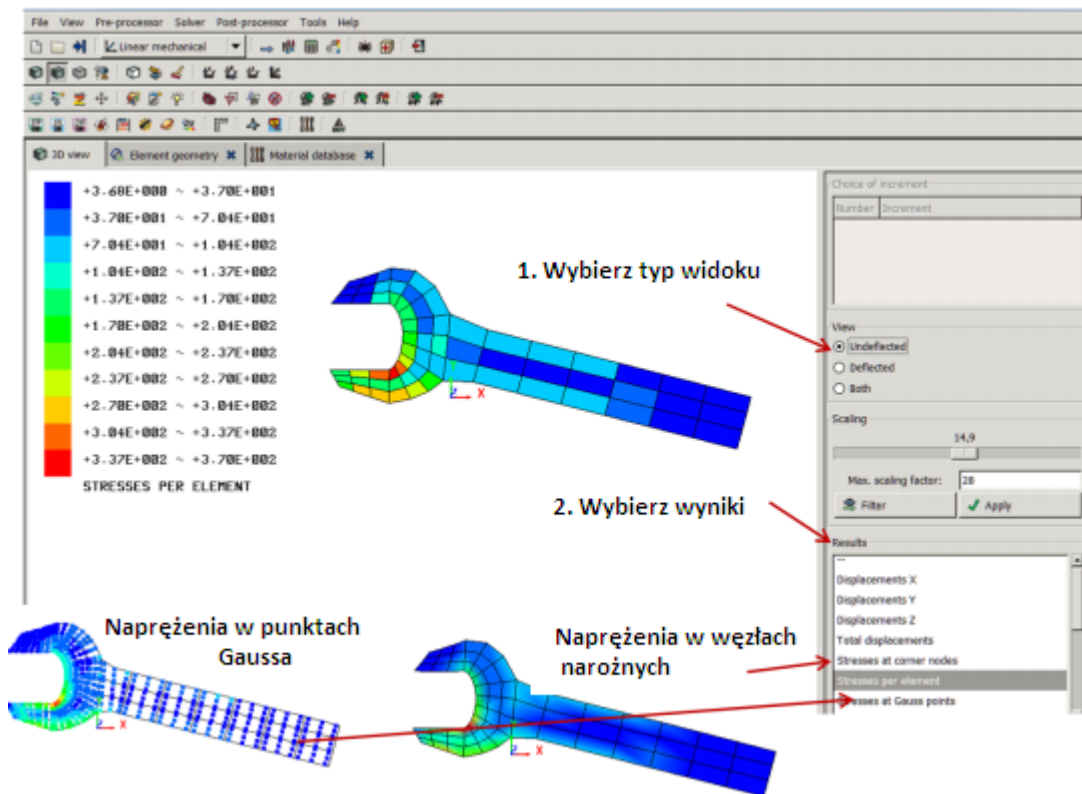 File View Pre-processor Solver Post-processor Tools Help
Linear mechanical
3D view Element geometry Material database
+3.68E+000 ~ +3.70E+001
+3.70E+001 ~ +7.04E+001
+7.04E+001 ~ +1.04E+002
+1.04E+002 ~ +1.37E+002
+1.37E+002 ~ +1.70E+002
+1.70E+002 ~ +2.04E+002
+2.04E+002 ~ +2.37E+002
+2.37E+002 ~ +2.70E+002
+2.70E+002 ~ +3.04E+002
+3.04E+002 ~ +3.37E+002
+3.37E+002 ~ +3.70E+002
STRESSES PER ELEMENT
X
1. Wybierz typ widoku
2. Wybierz wyniki
Choice of increment
Number Increment
View
Undeflected
Deflected
Both
Scaling
14,9
Max. scaling factor: 28
Filter Apply
Results
---
Displacements X
Displacements Y
Displacements Z
Total displacements
Stresses at corner nodes
Stresses per element
Stresses at Gauss points
Naprężenia w punktach
Gaussa
X
Naprężenia w węzłach
narożnych
X